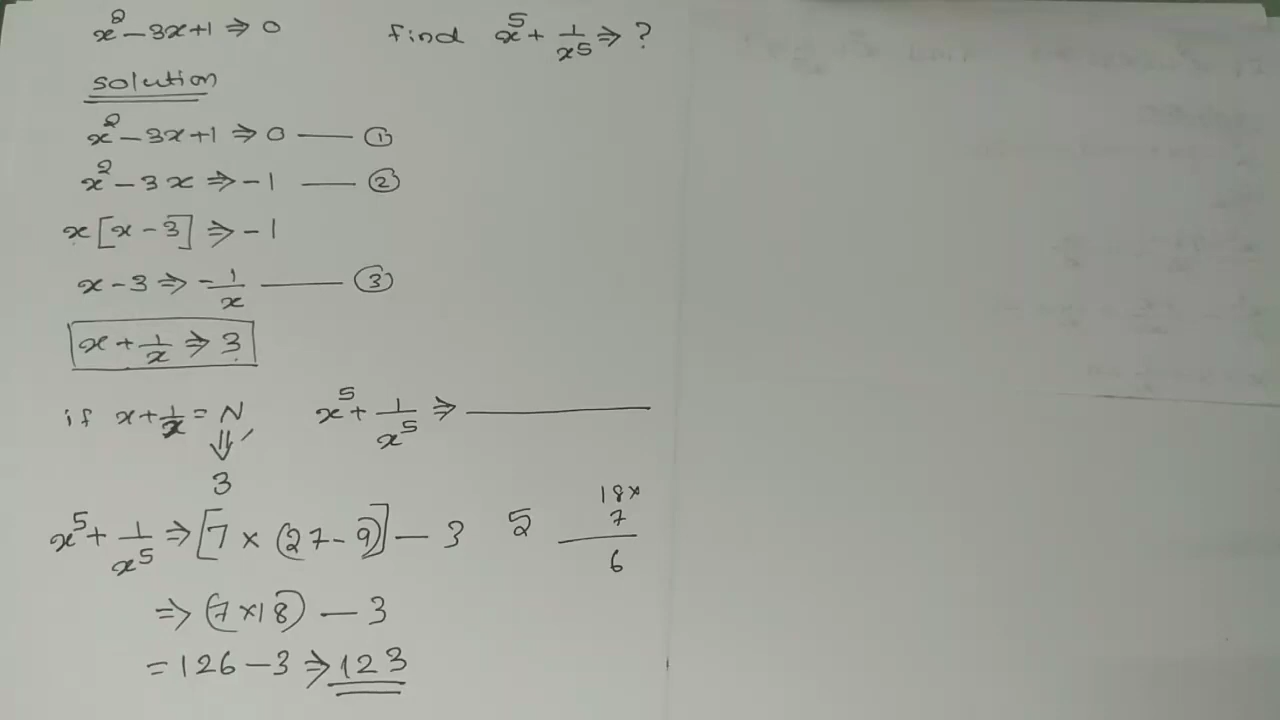 x² - 3x + 1 ⇒ 0 find x⁵ + 1/x⁵ ⇒ ?
solution
x² - 3x + 1 ⇒ 0 —— ①
x² - 3x ⇒ -1 —— ②
x[x - 3] ⇒ -1
x - 3 ⇒ -1/x —— ③
x + 1/x ⇒ 3
if x + 1/x = N x⁵ + 1/x⁵ ⇒ ————
⇓
3
x⁵ + 1/x⁵ ⇒ [7 × (27 - 9)] - 3 5
18×
7
6
⇒ (7×18) - 3
= 126 - 3 ⇒ 123